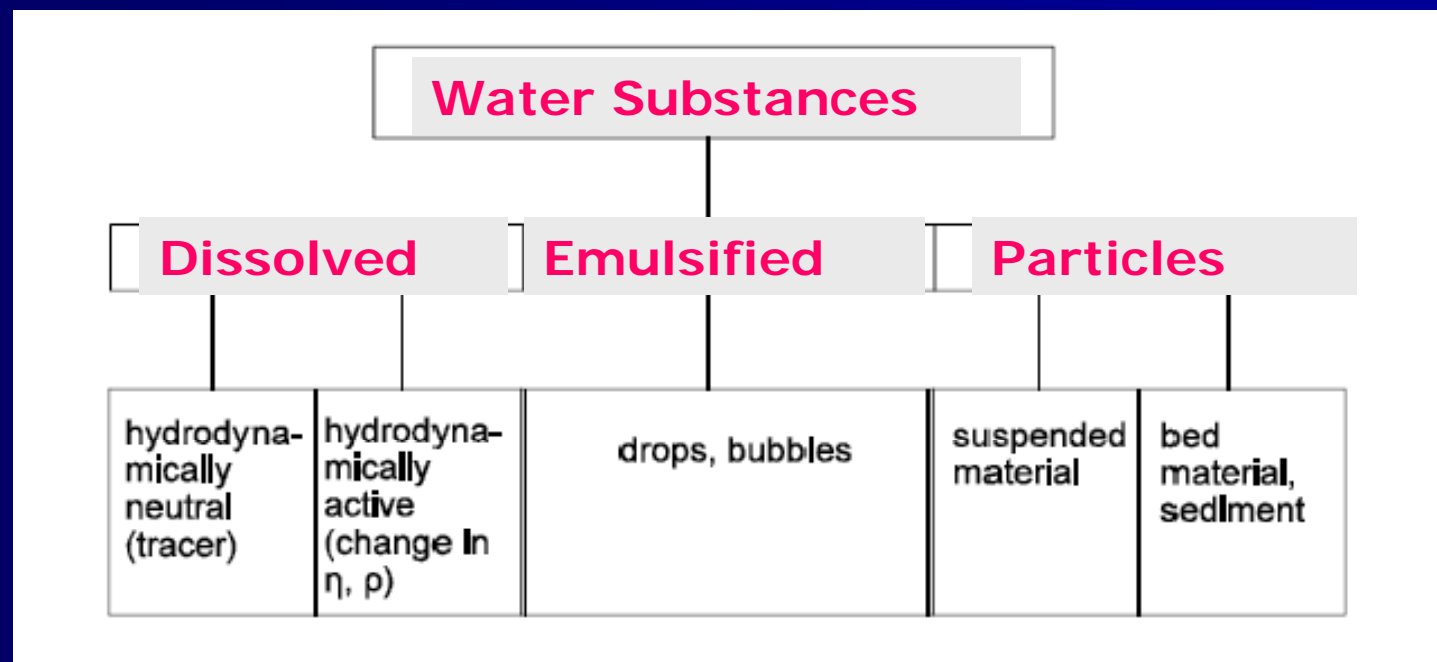 Water Substances
Dissolved
Emulsified
Particles
hydrodyna-
mically
neutral
(tracer)
hydrodyna-
mically
active
(change in
η, ρ)
drops, bubbles
suspended
material
bed
material,
sediment